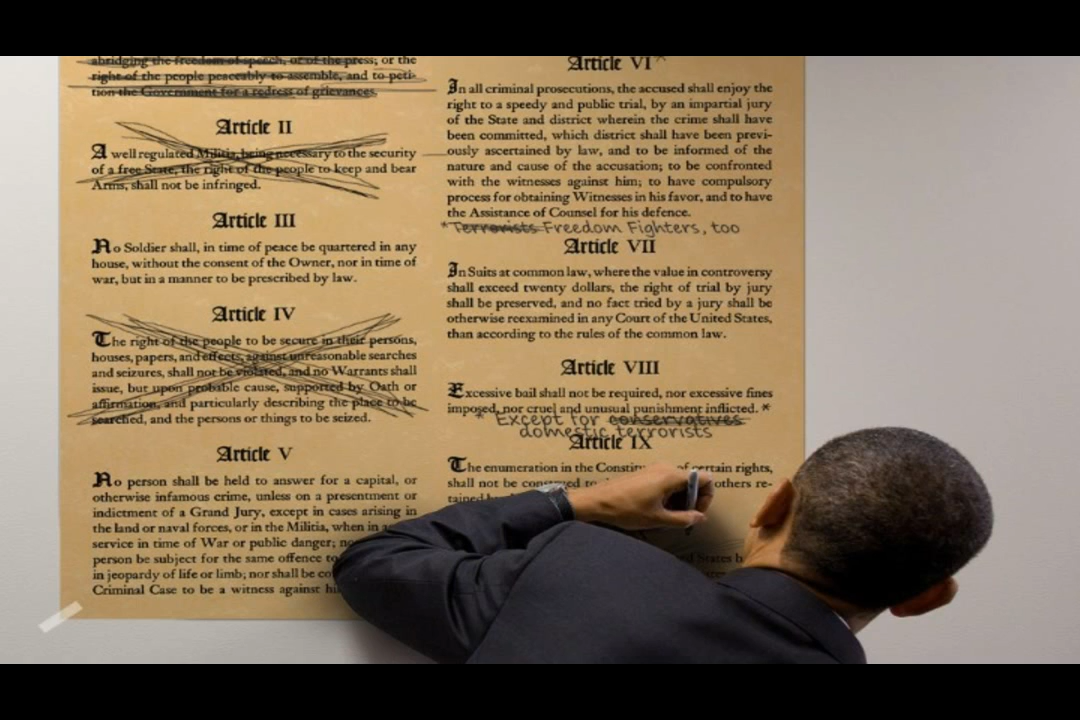 abridging the freedom of speech, or of the press; or the
right of the people peaceably to assemble, and to peti-
tion the Government for a redress of grievances.
Article II
A well regulated Militia, being necessary to the security
of a free State, the right of the people to keep and bear
Arms, shall not be infringed.
Article III
No Soldier shall, in time of peace be quartered in any
house, without the consent of the Owner, nor in time of
war, but in a manner to be prescribed by law.
Article IV
The right of the people to be secure in their persons,
houses, papers, and effects, against unreasonable searches
and seizures, shall not be violated, and no Warrants shall
issue, but upon probable cause, supported by Oath or
affirmation, and particularly describing the place to be
searched, and the persons or things to be seized.
Article V
No person shall be held to answer for a capital, or
otherwise infamous crime, unless on a presentment or
indictment of a Grand Jury, except in cases arising in
the land or naval forces, or in the Militia, when in
service in time of War or public danger;
person be subject for the same offence to
in jeopardy of life or limb; nor shall be
Criminal Case to be a witness against
Article VI*
In all criminal prosecutions, the accused shall enjoy the
right to a speedy and public trial, by an impartial jury
of the State and district wherein the crime shall have
been committed, which district shall have been previ-
ously ascertained by law, and to be informed of the
nature and cause of the accusation; to be confronted
with the witnesses against him; to have compulsory
process for obtaining Witnesses in his favor, and to have
the Assistance of Counsel for his defence.
*Terrorists Freedom Fighters, too
Article VII
In Suits at common law, where the value in controversy
shall exceed twenty dollars, the right of trial by jury
shall be preserved, and no fact tried by a jury shall be
otherwise reexamined in any Court of the United States,
than according to the rules of the common law.
Article VIII
Excessive bail shall not be required, nor excessive fines
imposed, nor cruel and unusual punishment inflicted. *
* Except for conservatives
domestic terrorists
Article IX
The enumeration in the of certain rights,
shall not be others re-
tained
States